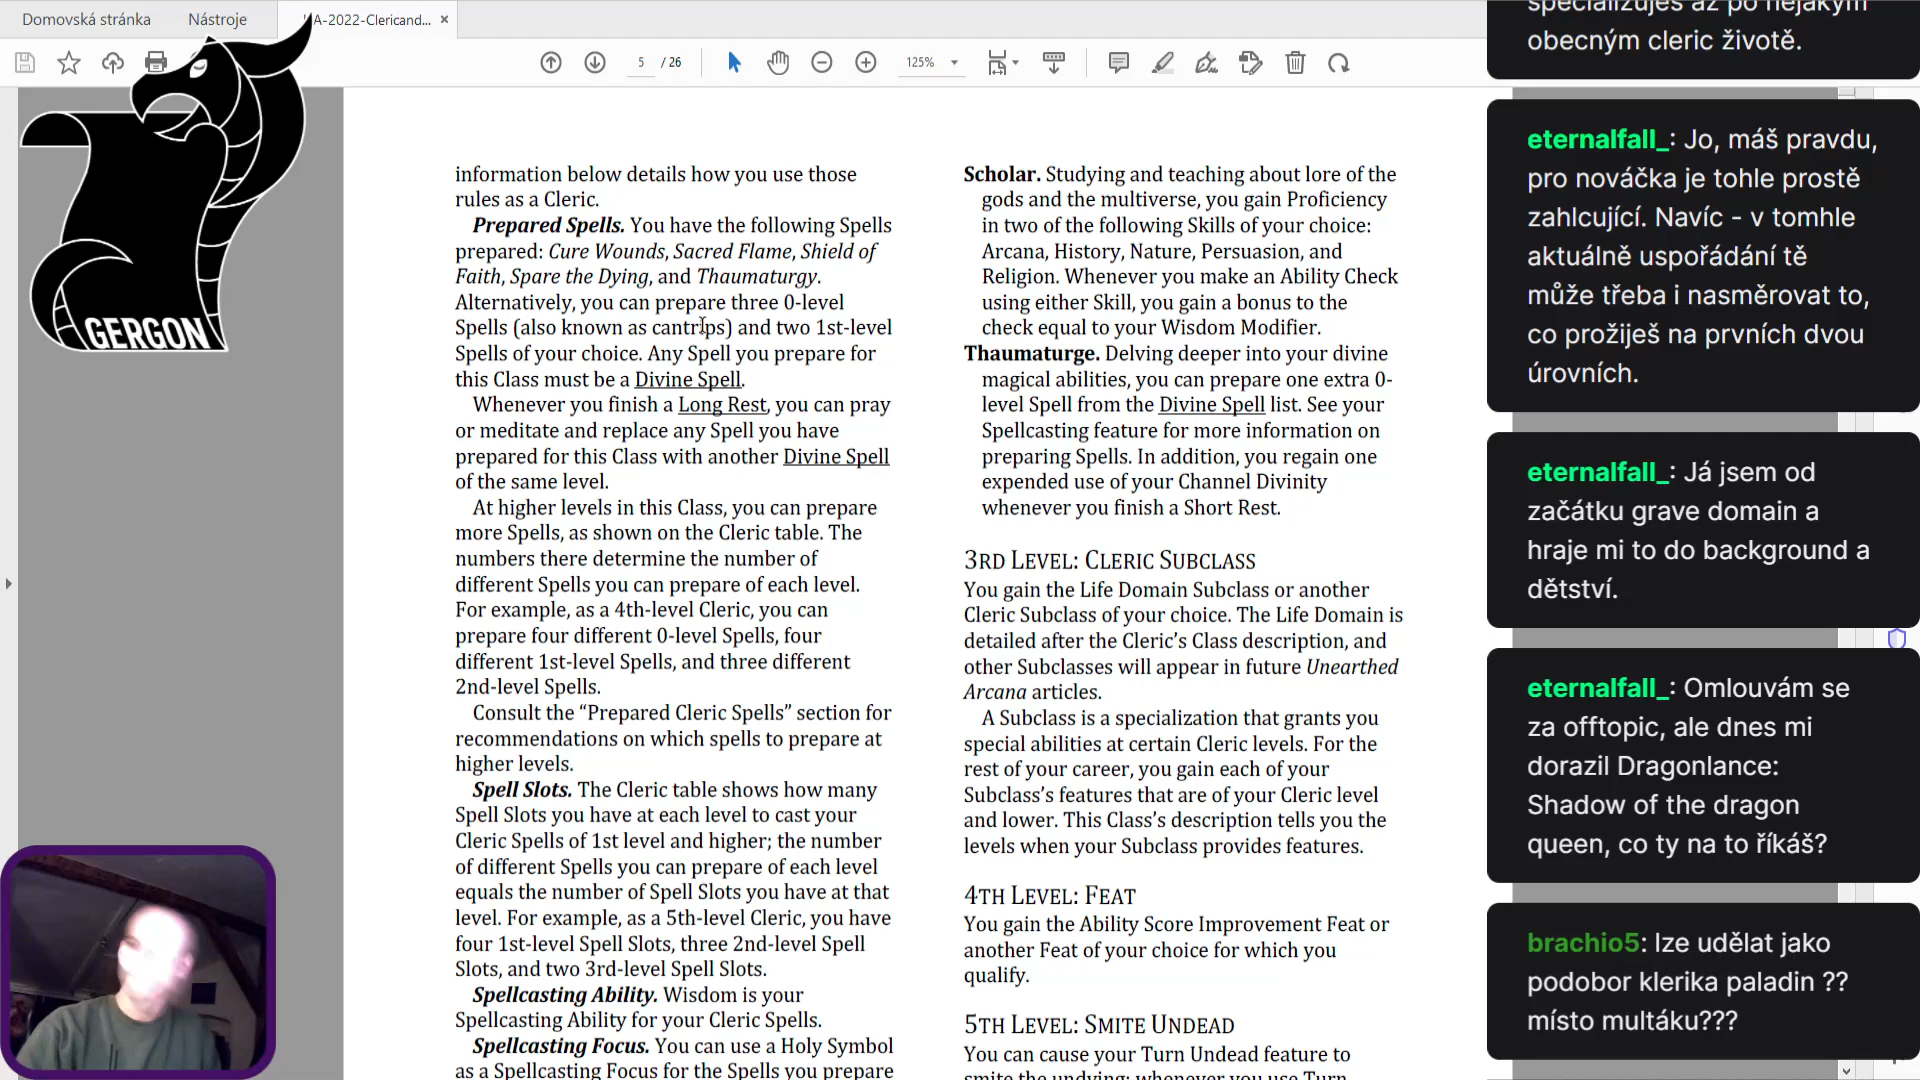 Domovská stránka
Nástroje
A-2022-Clericand...
5 / 26
125%
GERGON
information below details how you use those
rules as a Cleric.
Prepared Spells. You have the following Spells
prepared: Cure Wounds, Sacred Flame, Shield of
Faith, Spare the Dying, and Thaumaturgy.
Alternatively, you can prepare three 0-level
Spells (also known as cantrips) and two 1st-level
Spells of your choice. Any Spell you prepare for
this Class must be a Divine Spell.
Whenever you finish a Long Rest, you can pray
or meditate and replace any Spell you have
prepared for this Class with another Divine Spell
of the same level.
At higher levels in this Class, you can prepare
more Spells, as shown on the Cleric table. The
numbers there determine the number of
different Spells you can prepare of each level.
For example, as a 4th-level Cleric, you can
prepare four different 0-level Spells, four
different 1st-level Spells, and three different
2nd-level Spells.
Consult the “Prepared Cleric Spells” section for
recommendations on which spells to prepare at
higher levels.
Spell Slots. The Cleric table shows how many
Spell Slots you have at each level to cast your
Cleric Spells of 1st level and higher; the number
of different Spells you can prepare of each level
equals the number of Spell Slots you have at that
level. For example, as a 5th-level Cleric, you have
four 1st-level Spell Slots, three 2nd-level Spell
Slots, and two 3rd-level Spell Slots.
Spellcasting Ability. Wisdom is your
Spellcasting Ability for your Cleric Spells.
Spellcasting Focus. You can use a Holy Symbol
as a Spellcasting Focus for the Spells you prepare
Scholar. Studying and teaching about lore of the
gods and the multiverse, you gain Proficiency
in two of the following Skills of your choice:
Arcana, History, Nature, Persuasion, and
Religion. Whenever you make an Ability Check
using either Skill, you gain a bonus to the
check equal to your Wisdom Modifier.
Thaumaturge. Delving deeper into your divine
magical abilities, you can prepare one extra 0-
level Spell from the Divine Spell list. See your
Spellcasting feature for more information on
preparing Spells. In addition, you regain one
expended use of your Channel Divinity
whenever you finish a Short Rest.
3RD LEVEL: CLERIC SUBCLASS
You gain the Life Domain Subclass or another
Cleric Subclass of your choice. The Life Domain is
detailed after the Cleric’s Class description, and
other Subclasses will appear in future Unearthed
Arcana articles.
A Subclass is a specialization that grants you
special abilities at certain Cleric levels. For the
rest of your career, you gain each of your
Subclass’s features that are of your Cleric level
and lower. This Class’s description tells you the
levels when your Subclass provides features.
4TH LEVEL: FEAT
You gain the Ability Score Improvement Feat or
another Feat of your choice for which you
qualify.
5TH LEVEL: SMITE UNDEAD
You can cause your Turn Undead feature to
smite the undying: whenever you use Turn
specializuješ až po nějakým
obecným cleric životě.
eternalfall_: Jo, máš pravdu,
pro nováčka je tohle prostě
zahlcující. Navíc - v tomhle
aktuálně uspořádání tě
může třeba i nasměrovat to,
co prožiješ na prvních dvou
úrovních.
eternalfall_: Já jsem od
začátku grave domain a
hraje mi to do background a
dětství.
eternalfall_: Omlouvám se
za offtopic, ale dnes mi
dorazil Dragonlance:
Shadow of the dragon
queen, co ty na to říkáš?
brachio5: lze udělat jako
podobor klerika paladin ??
místo multáku???